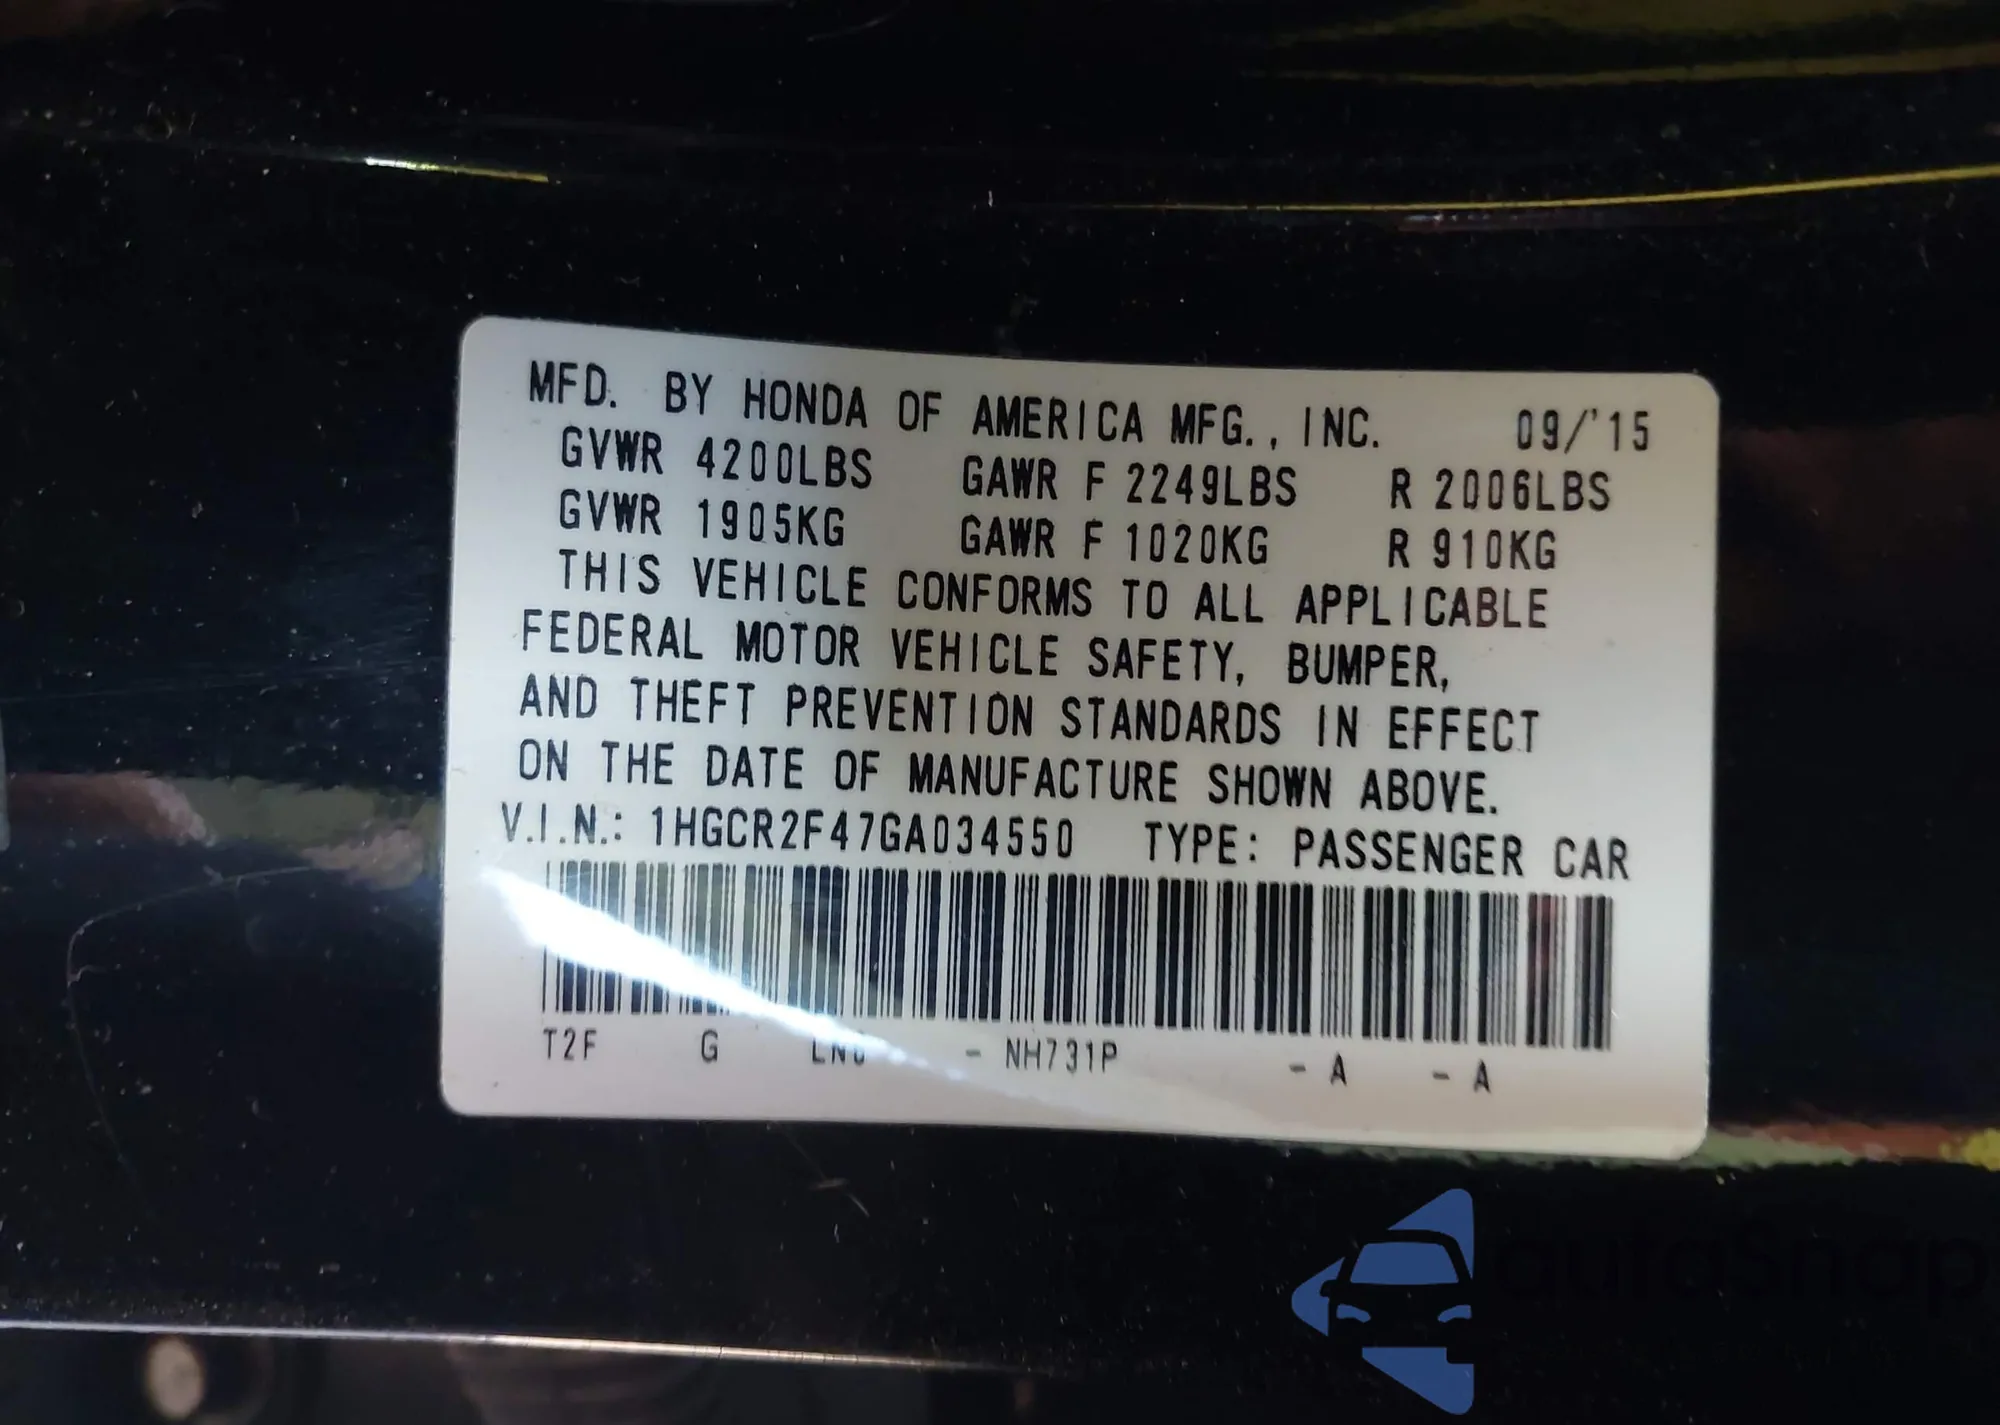 MFD. BY HONDA OF AMERICA MFG., INC. 09/'15
GVWR 4200LBS GAWR F 2249LBS R 2006LBS
GVWR 1905KG GAWR F 1020KG R 910KG
THIS VEHICLE CONFORMS TO ALL APPLICABLE
FEDERAL MOTOR VEHICLE SAFETY, BUMPER,
AND THEFT PREVENTION STANDARDS IN EFFECT
ON THE DATE OF MANUFACTURE SHOWN ABOVE.
V.I.N.: 1HGCR2F47GA034550 TYPE: PASSENGER CAR
T2F G - NH731P - A - A